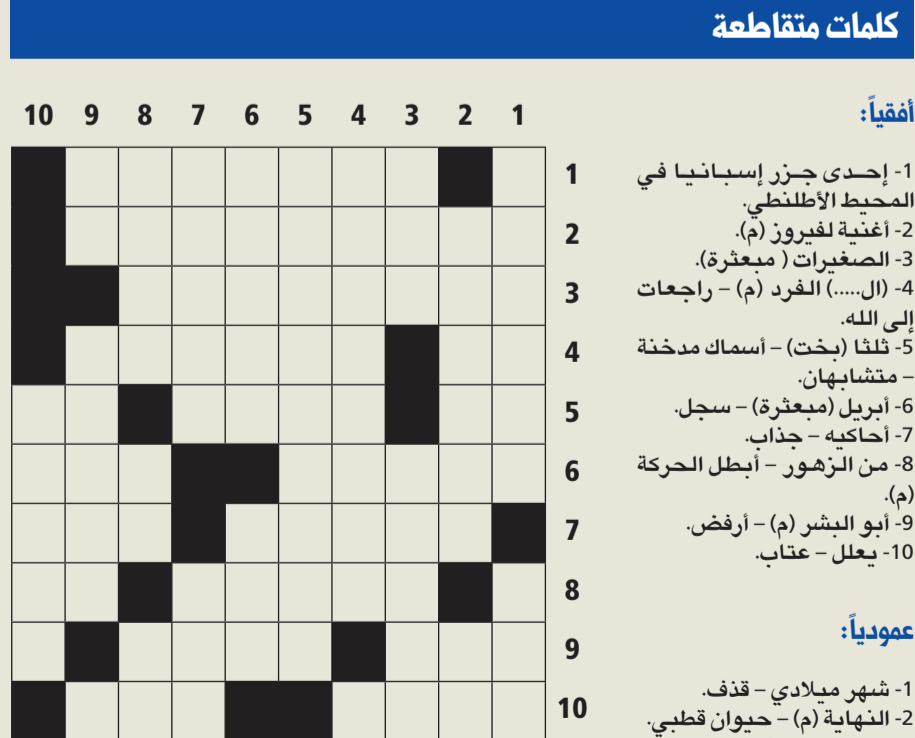 كلمات متقاطعة
أفقياً:
1- إحـدى جـزر إسـبـانـيـا في
المحيط الأطلنطي.
2- أغنية لفيروز (م).
3- الصغيرات ( مبعثرة).
4- (ال.....) الفرد (م) – راجعات
إلى الله.
5- ثلثا (بخت) – أسماك مدخنة
– متشابهان.
6- أبريل (مبعثرة) – سجل.
7- أحاكيه – جذاب.
8- من الزهور – أبطل الحركة
(م).
9- أبو البشر (م) – أرفض.
10- يعلل – عتاب.
عمودياً:
1- شهر ميلادي – قذف.
2- النهاية (م) – حيوان قطبي.
10 9 8 7 6 5 4 3 2 1
1
2
3
4
5
6
7
8
9
10